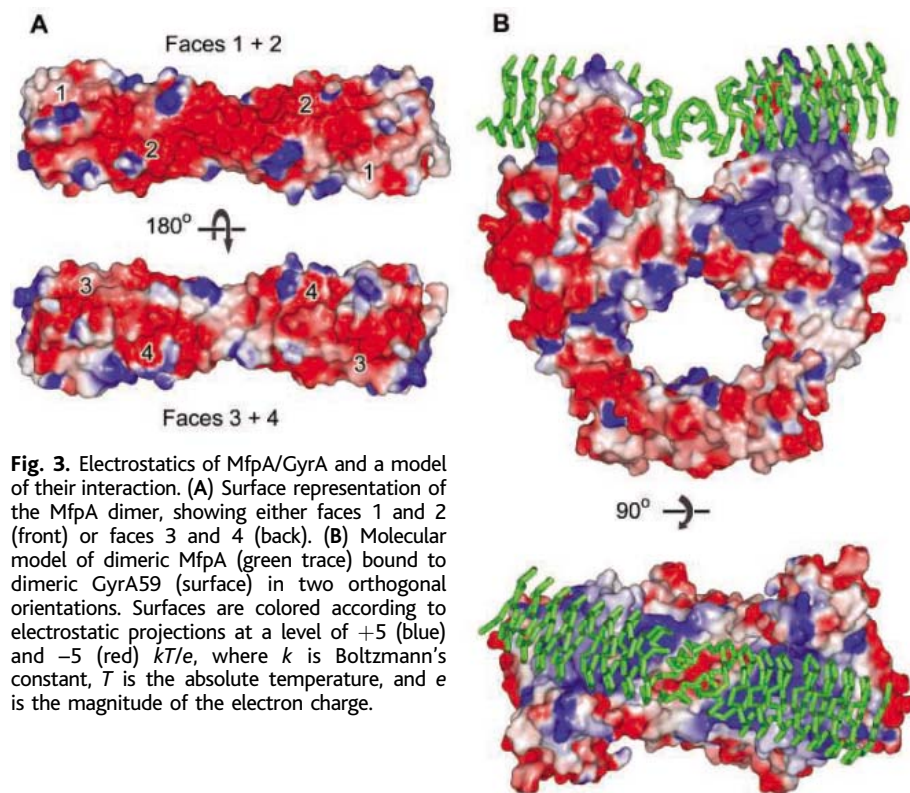 A
Faces 1 + 2
1
2
2
1
180°
3
4
4
3
Faces 3 + 4
Fig. 3. Electrostatics of MfpA/GyrA and a model
of their interaction. (A) Surface representation of
the MfpA dimer, showing either faces 1 and 2
(front) or faces 3 and 4 (back). (B) Molecular
model of dimeric MfpA (green trace) bound to
dimeric GyrA59 (surface) in two orthogonal
orientations. Surfaces are colored according to
electrostatic projections at a level of +5 (blue)
and –5 (red) kT/e, where k is Boltzmann's
constant, T is the absolute temperature, and e
is the magnitude of the electron charge.
B
90°